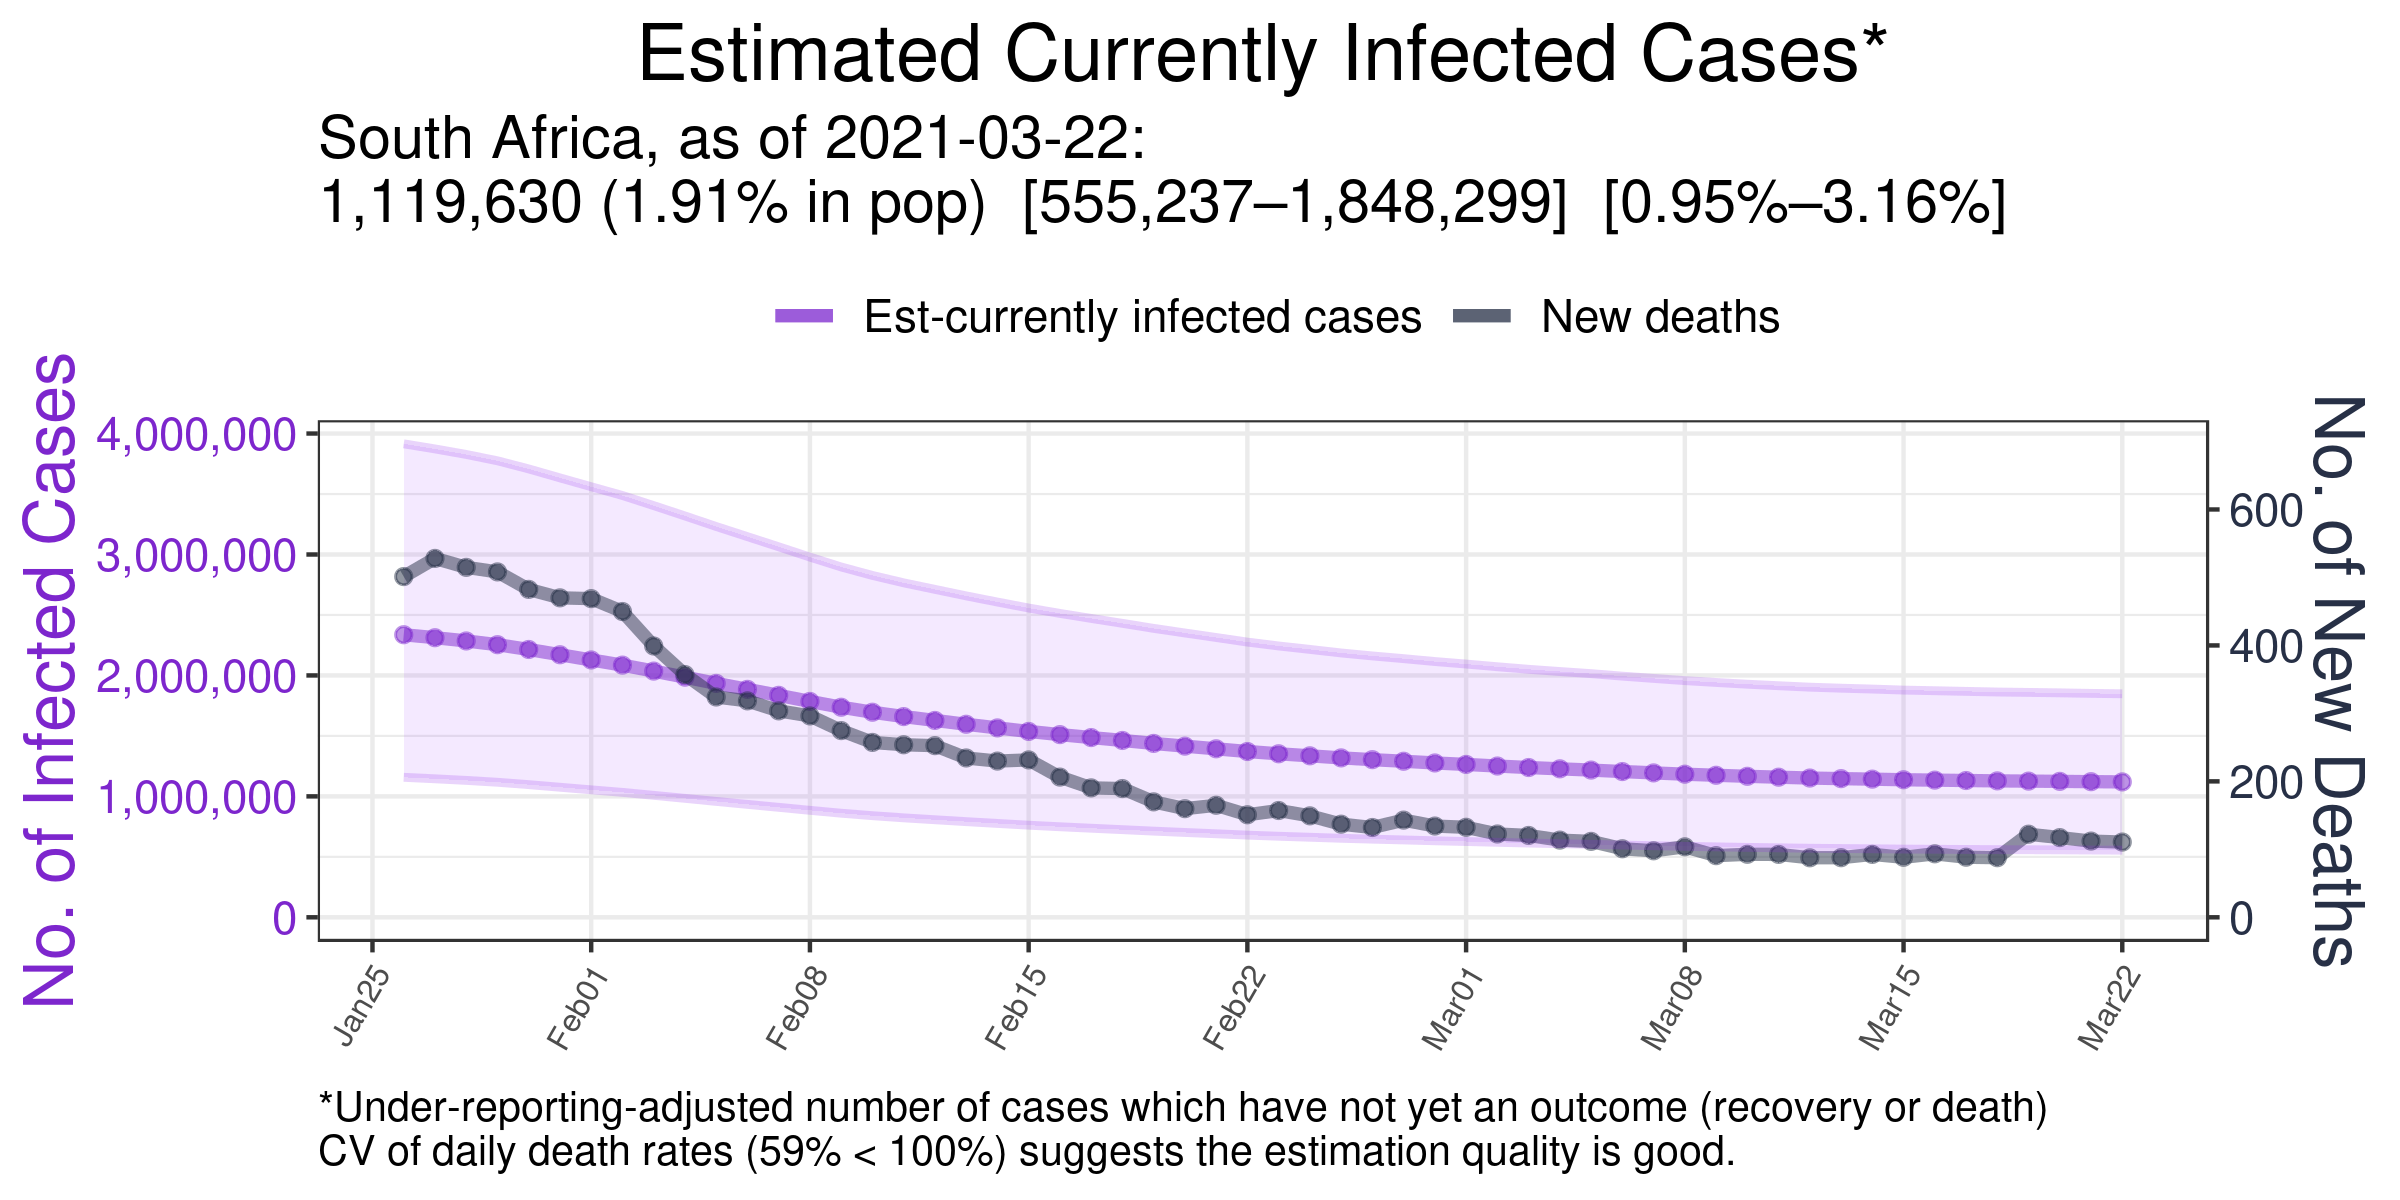 Estimated Currently Infected Cases*
South Africa, as of 2021-03-22:
1,119,630 (1.91% in pop)  [555,237–1,848,299]  [0.95%–3.16%]
Est-currently infected cases
New deaths
No. of Infected Cases
4,000,000
3,000,000
2,000,000
1,000,000
0
600
400
200
0
No. of New Deaths
Jan25
Feb01
Feb08
Feb15
Feb22
Mar01
Mar08
Mar15
Mar22
*Under-reporting-adjusted number of cases which have not yet an outcome (recovery or death)
CV of daily death rates (59% < 100%) suggests the estimation quality is good.